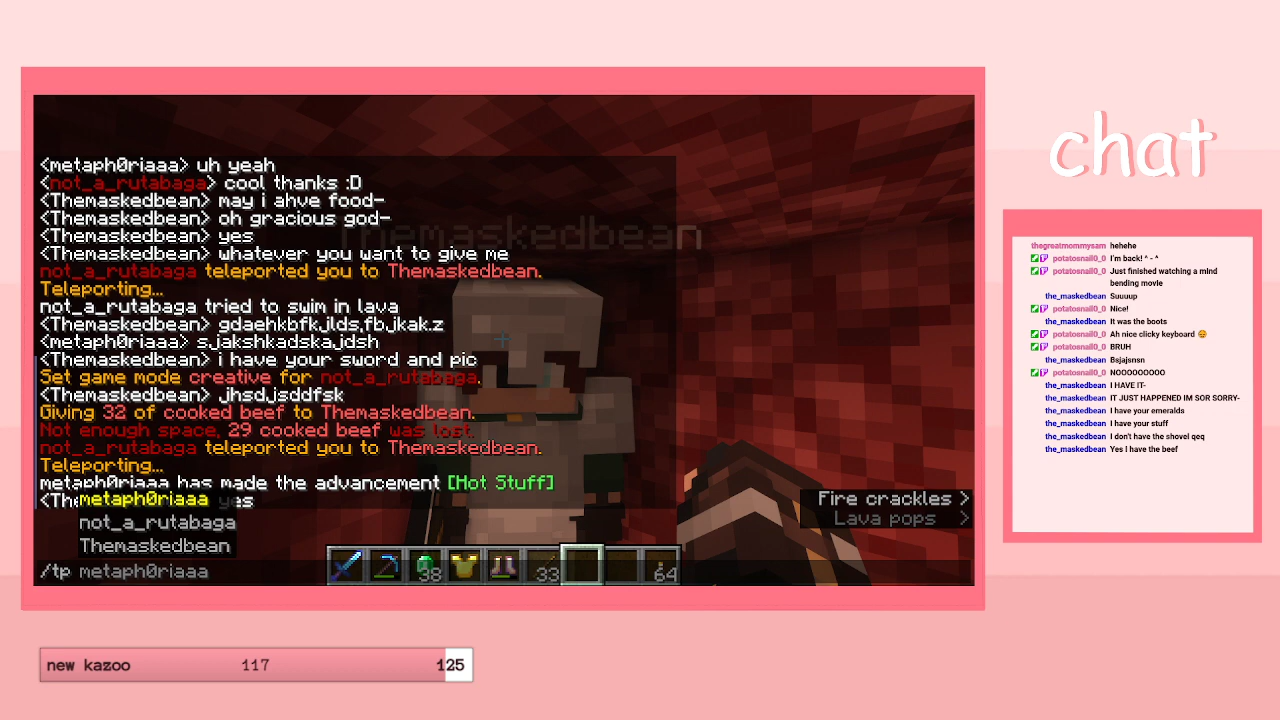 <metaph0riaaa> uh yeah
<not_a_rutabaga> cool thanks :D
<Themaskedbean> may i ahve food-
<Themaskedbean> oh gracious god-
<Themaskedbean> yes
Themaskedbean
<Themaskedbean> whatever you want to give me
not_a_rutabaga teleported you to Themaskedbean.
Teleporting...
not_a_rutabaga tried to swim in lava
<Themaskedbean> gdaehkbfk,jlds,fb,jkak.z
<metaph0riaaa> s,jakshkadska,jdsh
<Themaskedbean> i have your sword and pic
Set game mode creative for not_a_rutabaga.
<Themaskedbean> jhsd,jsddfsk
Giving 32 of cooked beef to Themaskedbean.
Not enough space, 29 cooked beef was lost.
not_a_rutabaga teleported you to Themaskedbean.
Teleporting...
metaph0riaaa has made the advancement [Hot Stuff]
<The yes
metaph0riaaa
not_a_rutabaga
Themaskedbean
/tp metaph0riaaa
Fire crackles >
Lava pops >
38
33
64
chat
thegreatmommysam hehehe
potatosnail0_0 I'm back! ^ - ^
potatosnail0_0 Just finished watching a mind
bending movie
the_maskedbean Suuuup
potatosnail0_0 Nice!
the_maskedbean It was the boots
potatosnail0_0 Ah nice clicky keyboard 😊
potatosnail0_0 BRUH
the_maskedbean Bsjajsnsn
potatosnail0_0 NOOOOOOOOO
the_maskedbean I HAVE IT-
the_maskedbean IT JUST HAPPENED IM SOR SORRY-
the_maskedbean I have your emeralds
the_maskedbean I have your stuff
the_maskedbean I don't have the shovel qeq
the_maskedbean Yes I have the beef
new kazoo 117 125